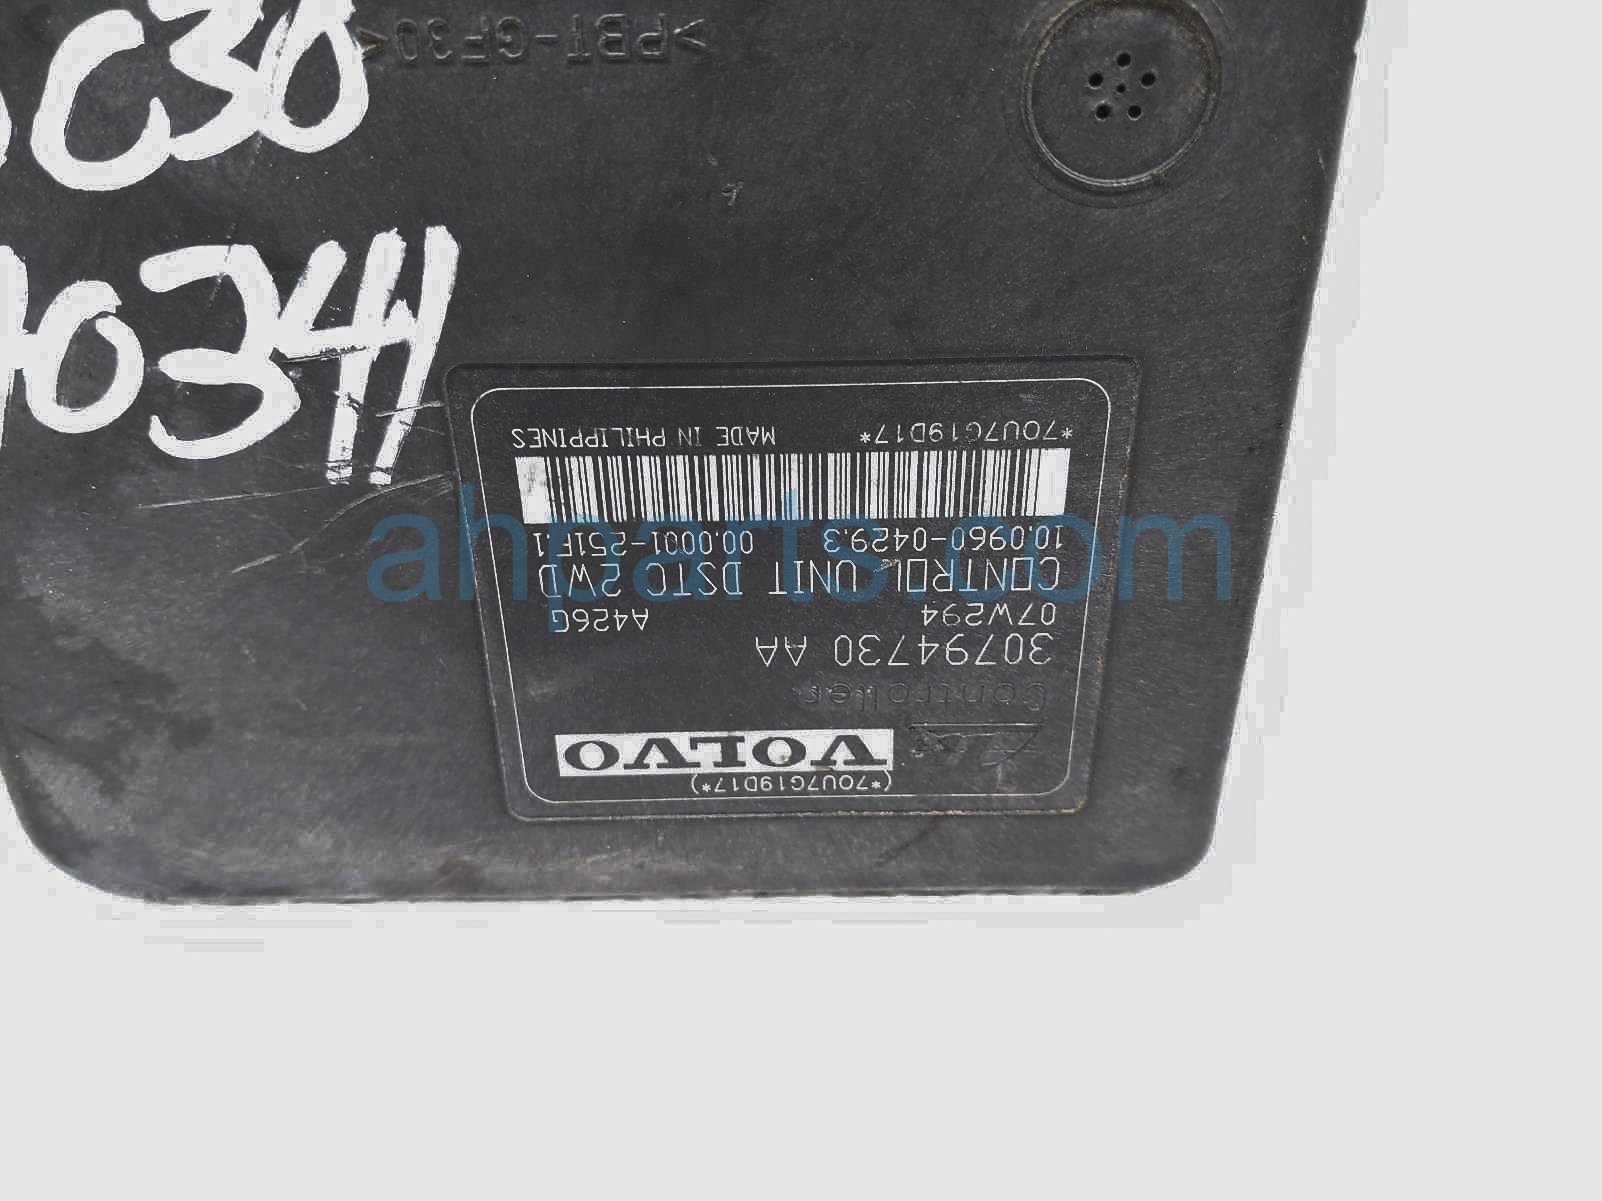 C30
0341
>PBT-GF30<
(*70U7G19D17*)
VOLVO
Controller
30794730 AA
07W294 A426G
CONTROL UNIT DSTC 2WD
10.0960-0429.3 00.0001-251F.1
*70U7G19D17* MADE IN PHILIPPINES
ahparts.com